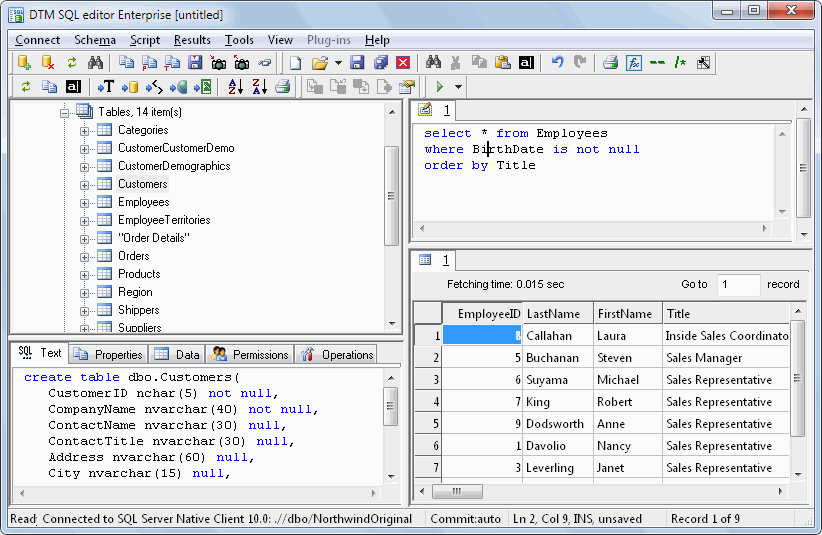 DTM SQL editor Enterprise [untitled]
Connect Schema Script Results Tools View Plug-ins Help
Tables, 14 item(s)
Categories
CustomerCustomerDemo
CustomerDemographics
Customers
Employees
EmployeeTerritories
"Order Details"
Orders
Products
Region
Shippers
Suppliers
Text Properties Data Permissions Operations
create table dbo.Customers(
CustomerID nchar(5) not null,
CompanyName nvarchar(40) not null,
ContactName nvarchar(30) null,
ContactTitle nvarchar(30) null,
Address nvarchar(60) null,
City nvarchar(15) null,
1
select * from Employees
where BirthDate is not null
order by Title
1
Fetching time: 0.015 sec Go to 1 record
EmployeeID LastName FirstName Title
1 8 Callahan Laura Inside Sales Coordinato
2 5 Buchanan Steven Sales Manager
3 6 Suyama Michael Sales Representative
4 7 King Robert Sales Representative
5 9 Dodsworth Anne Sales Representative
6 1 Davolio Nancy Sales Representative
7 3 Leverling Janet Sales Representative
Ready Connected to SQL Server Native Client 10.0: .//dbo/NorthwindOriginal Commit:auto Ln 2, Col 9, INS, unsaved Record 1 of 9